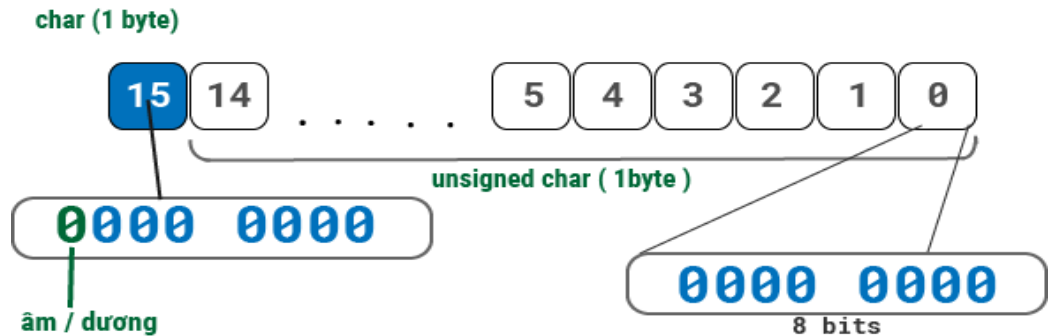 char (1 byte)
15 14 . . . . . 5 4 3 2 1 0
unsigned char ( 1byte )
0000 0000
0000 0000
8 bits
âm / dương